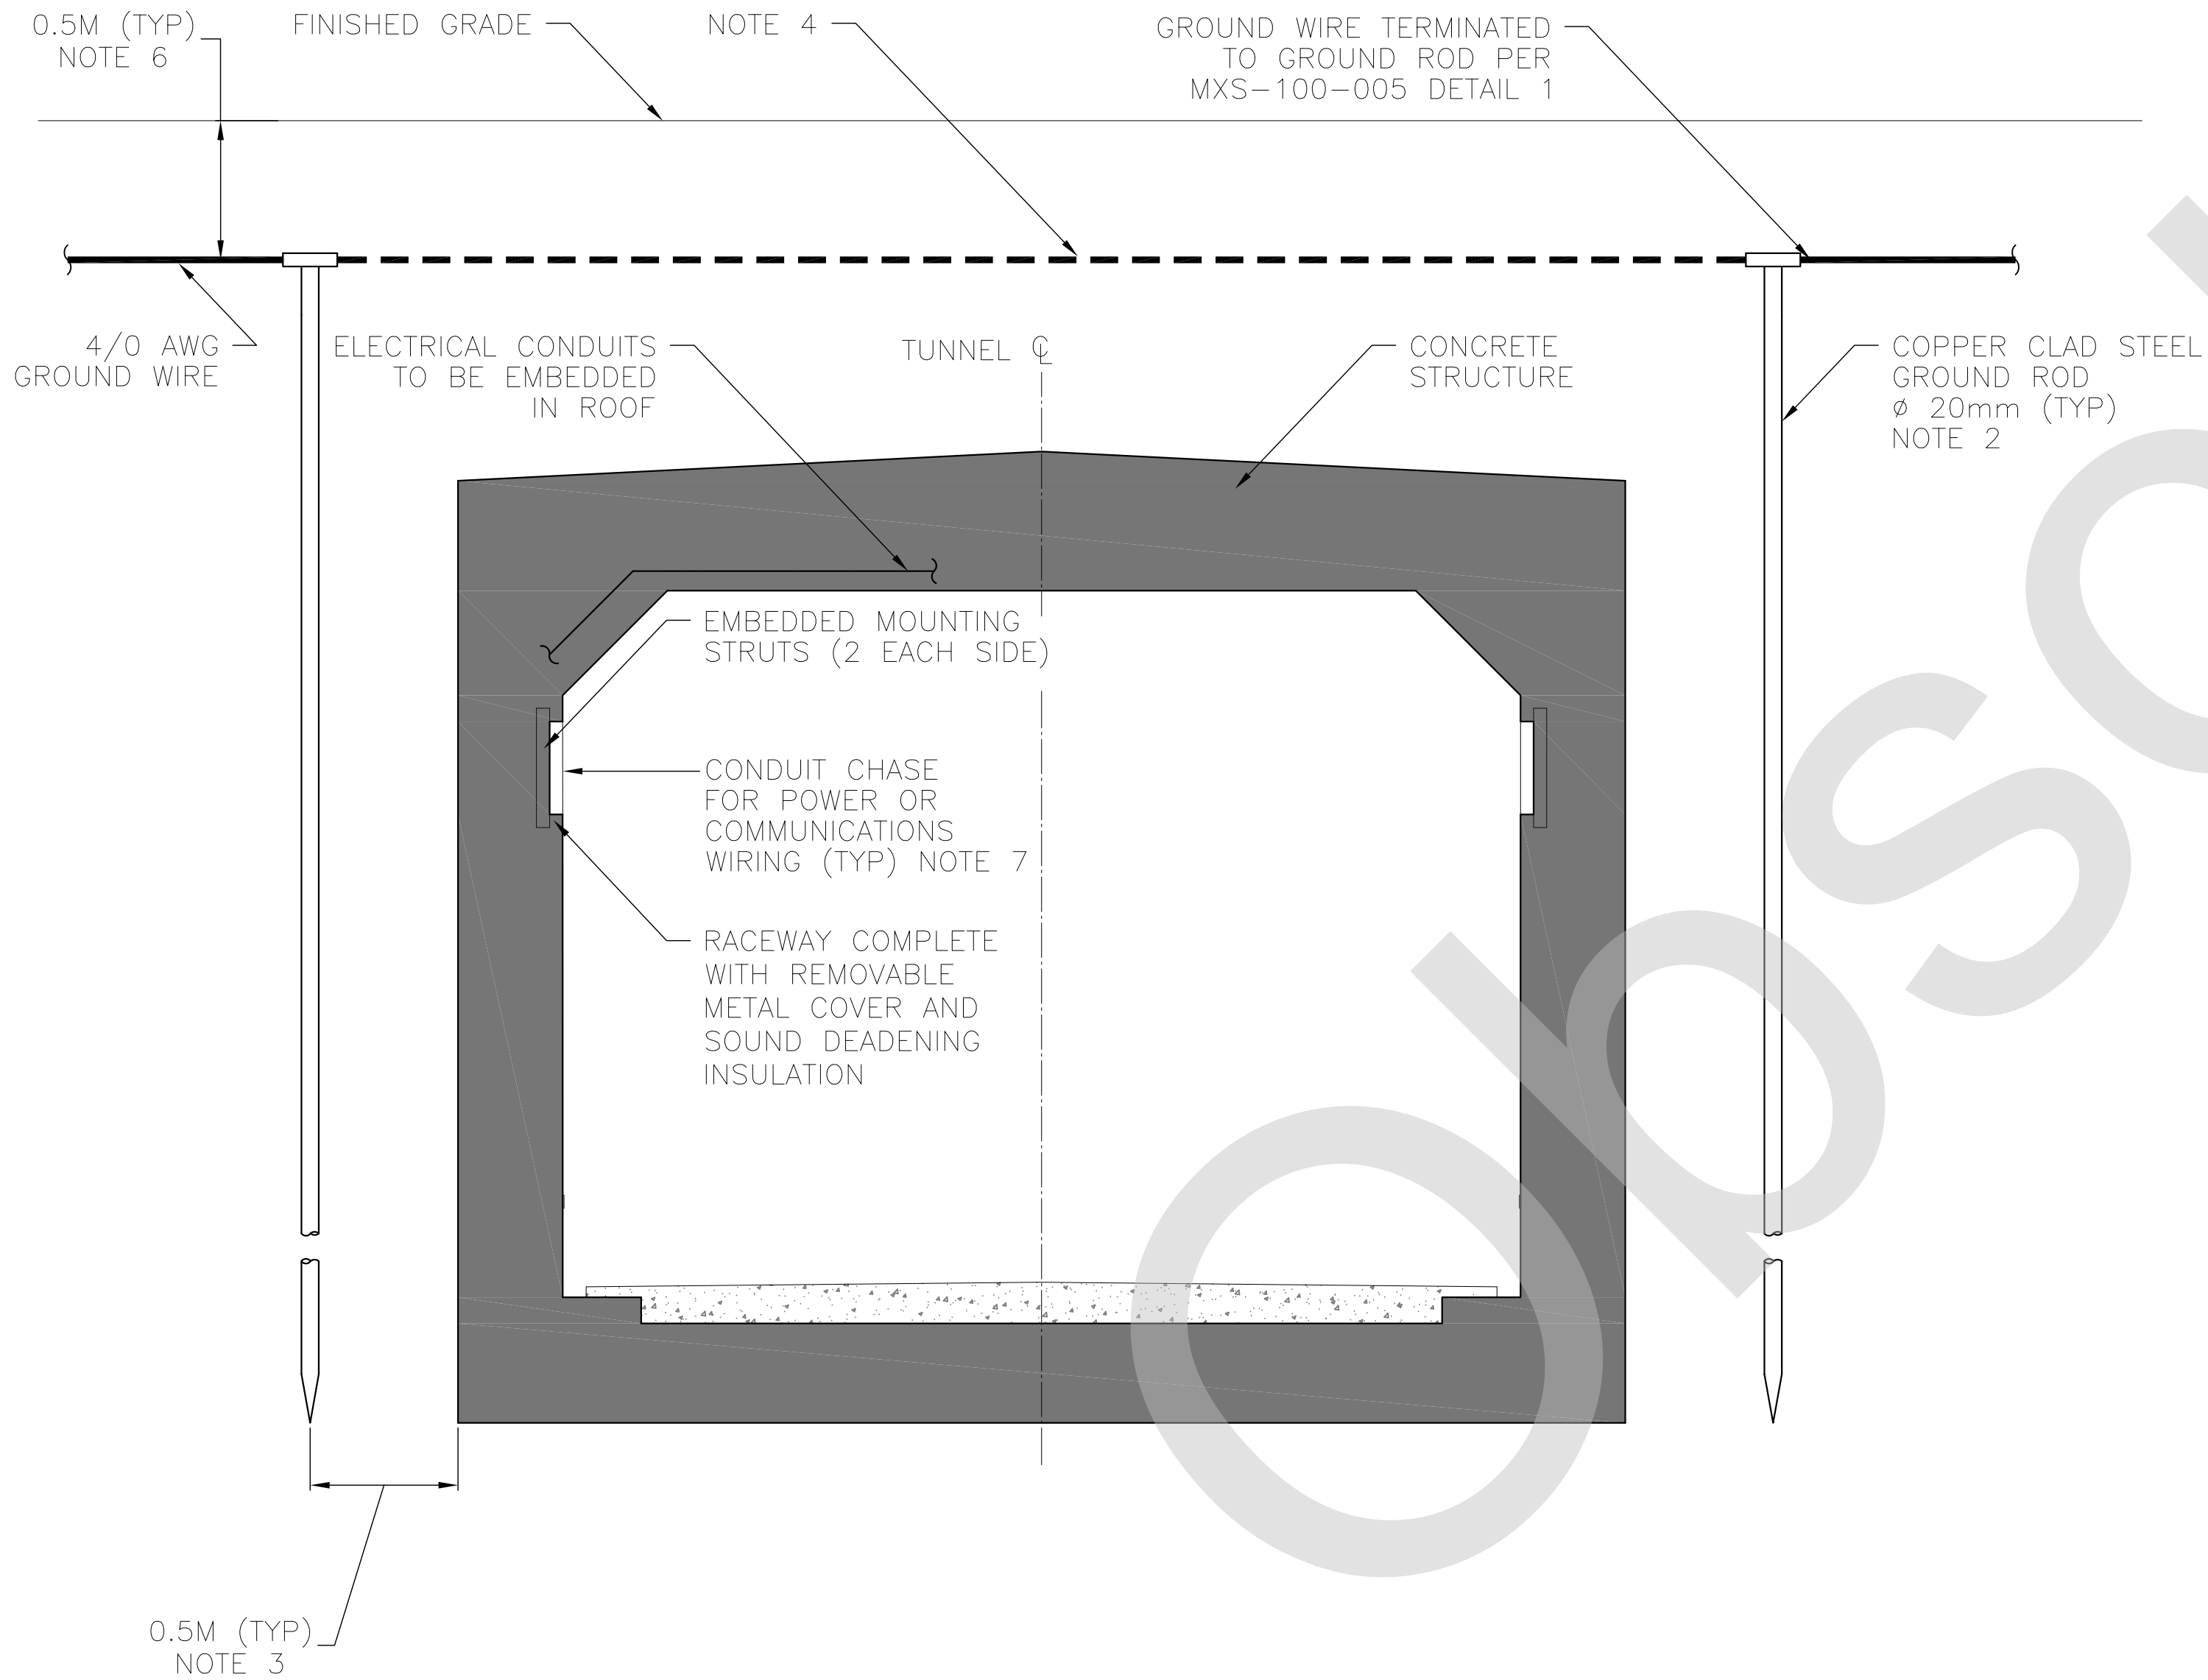 0.5M (TYP)
NOTE 6
FINISHED GRADE
NOTE 4
GROUND WIRE TERMINATED
TO GROUND ROD PER
MXS-100-005 DETAIL 1
4/0 AWG
GROUND WIRE
ELECTRICAL CONDUITS
TO BE EMBEDDED
IN ROOF
TUNNEL ℄
CONCRETE
STRUCTURE
COPPER CLAD STEEL
GROUND ROD
ø 20mm (TYP)
NOTE 2
EMBEDDED MOUNTING
STRUTS (2 EACH SIDE)
CONDUIT CHASE
FOR POWER OR
COMMUNICATIONS
WIRING (TYP) NOTE 7
RACEWAY COMPLETE
WITH REMOVABLE
METAL COVER AND
SOUND DEADENING
INSULATION
0.5M (TYP)
NOTE 3